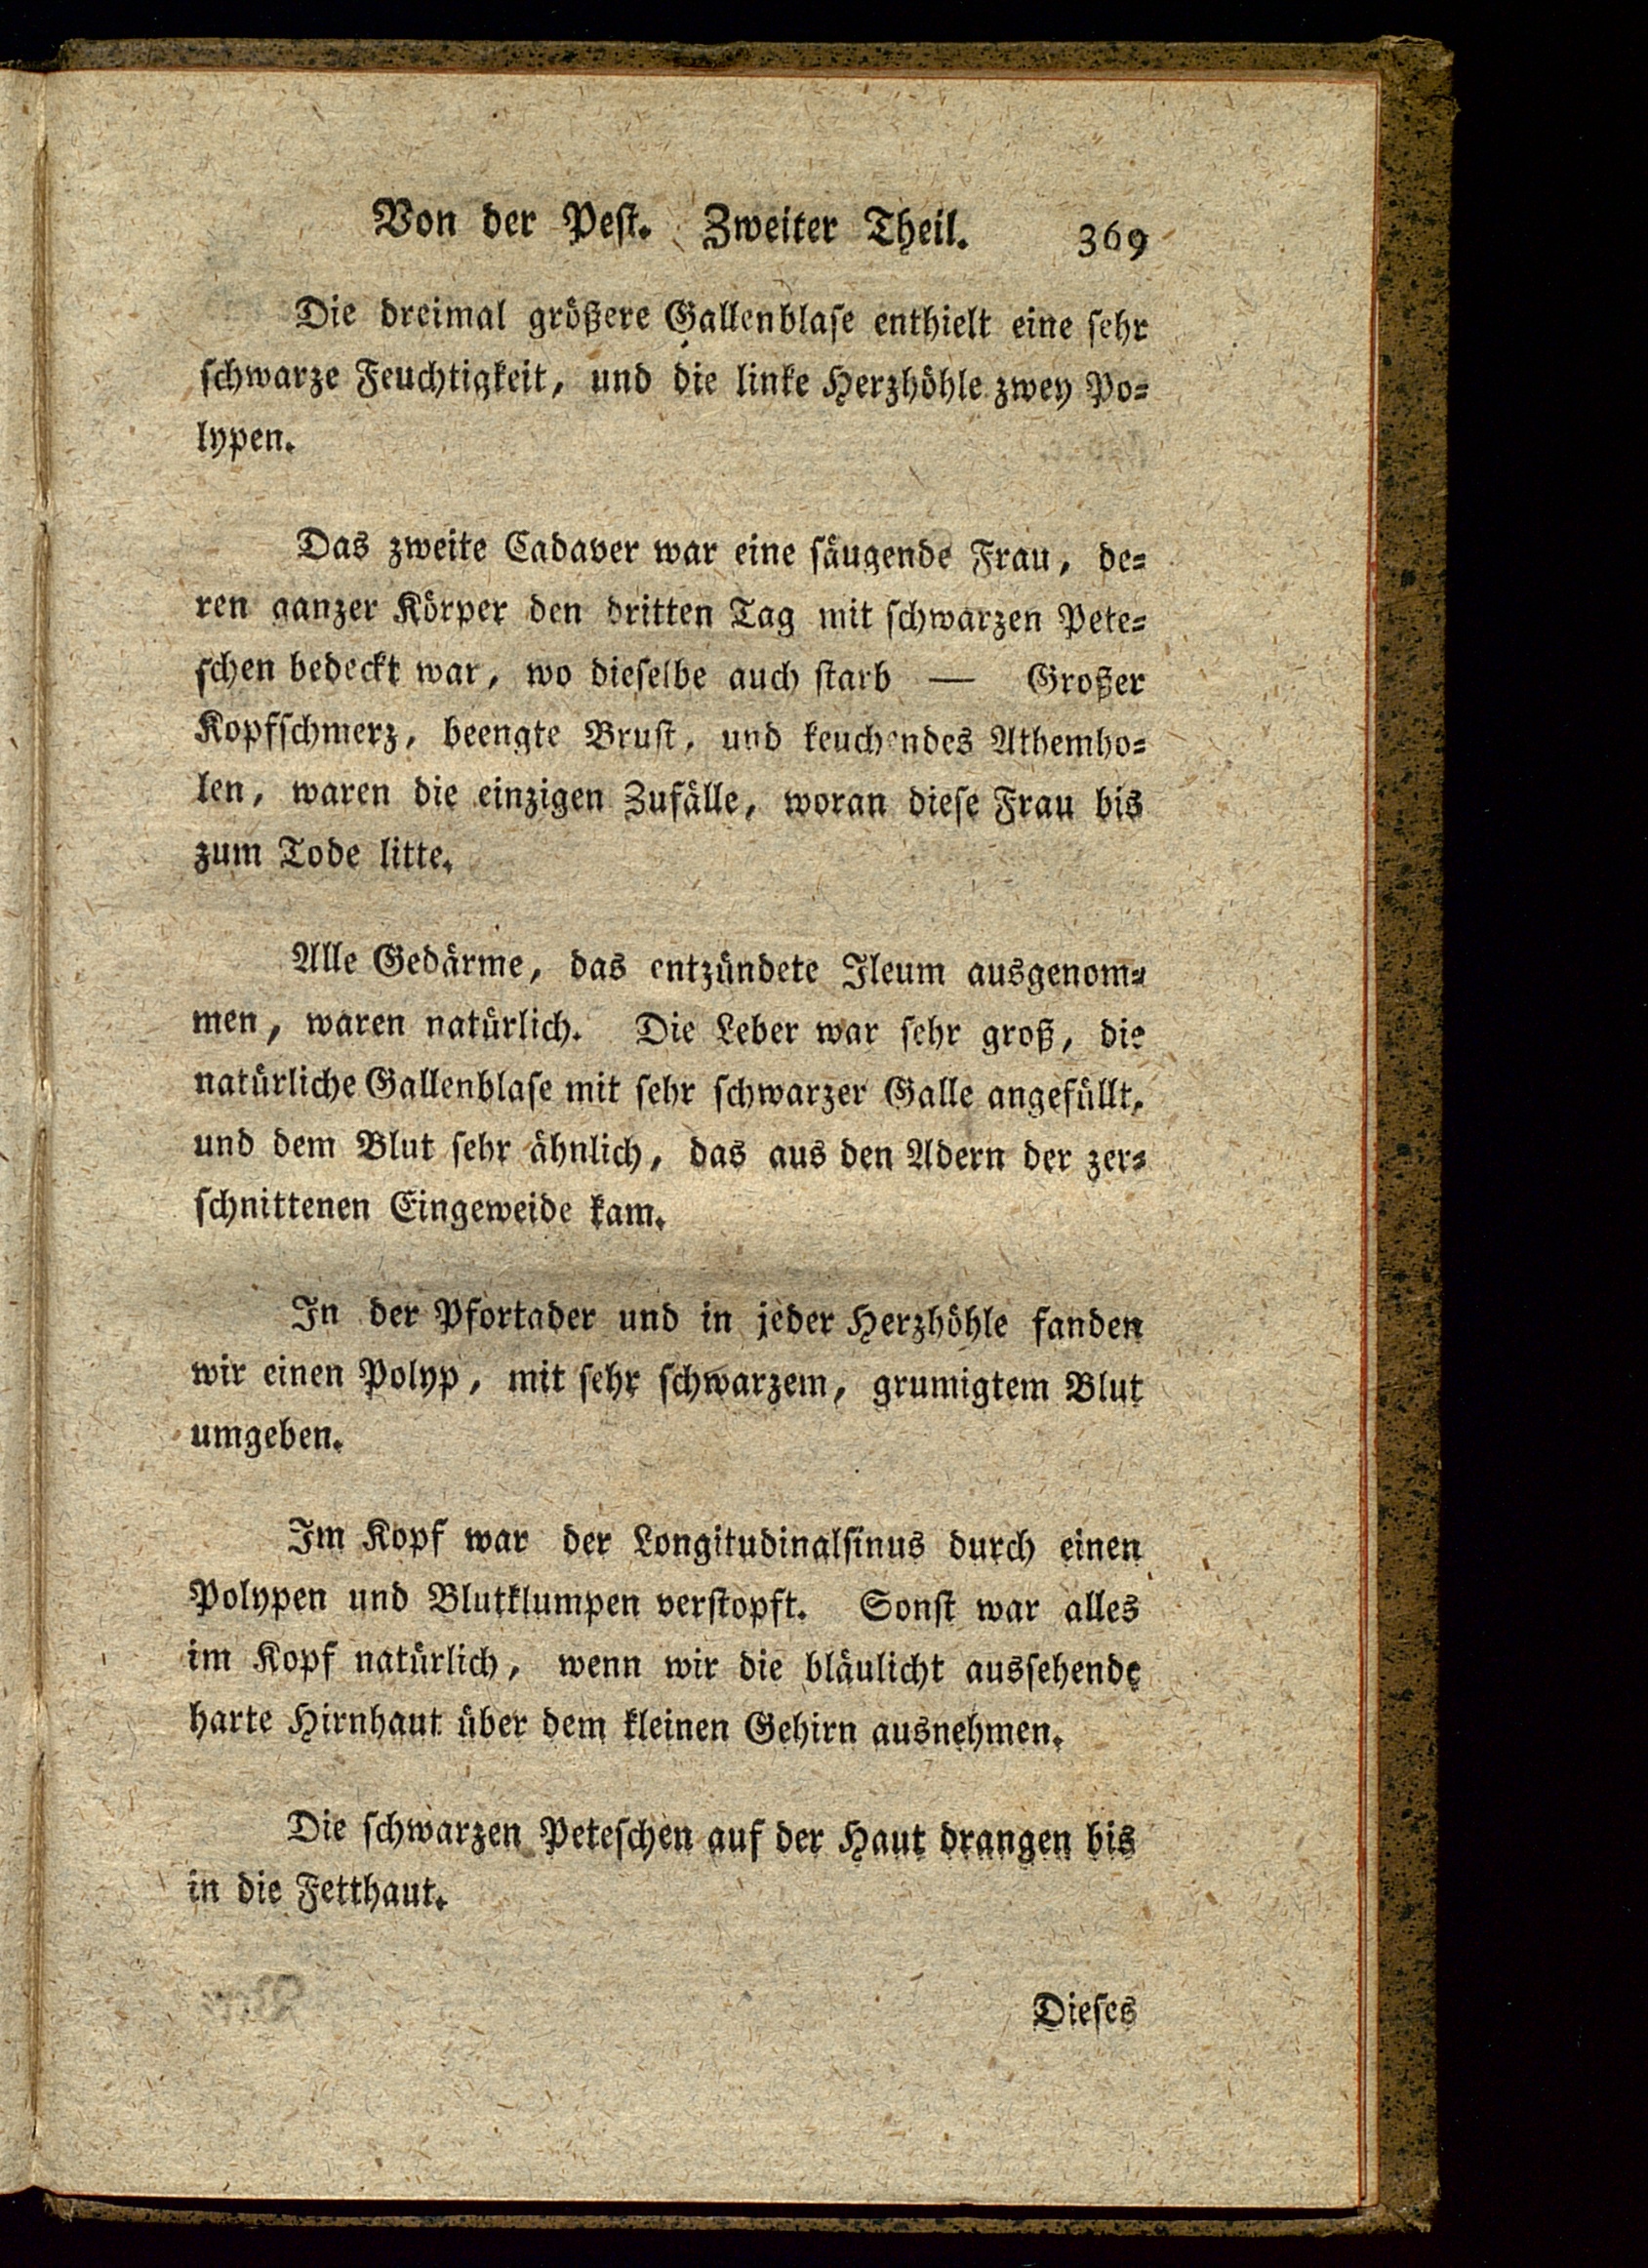 Von der Pest. Zweiter Theil. 369
Die dreimal größere Gallenblase enthielt eine sehr
schwarze Feuchtigkeit, und die linke Herzhöhle zwey Po=
lypen.
Das zweite Cadaver war eine säugende Frau, de=
ren ganzer Körper den dritten Tag mit schwarzen Pete=
schen bedeckt war, wo dieselbe auch starb — Großer
Kopfschmerz, beengte Brust, und keuchendes Athemho=
len, waren die einzigen Zufälle, woran diese Frau bis
zum Tode litte.
Alle Gedärme, das entzündete Ileum ausgenom=
men, waren natürlich. Die Leber war sehr groß, die
natürliche Gallenblase mit sehr schwarzer Galle angefüllt,
und dem Blut sehr ähnlich, das aus den Adern der zer=
schnittenen Eingeweide kam.
In der Pfortader und in jeder Herzhöhle fanden
wir einen Polyp, mit sehr schwarzem, grumigtem Blut
umgeben.
Im Kopf war der Longitudinalsinus durch einen
Polypen und Blutklumpen verstopft. Sonst war alles
im Kopf natürlich, wenn wir die bläulicht aussehende
harte Hirnhaut über dem kleinen Gehirn ausnehmen.
Die schwarzen Peteschen auf der Haut drangen bis
in die Fetthaut.
Dieses